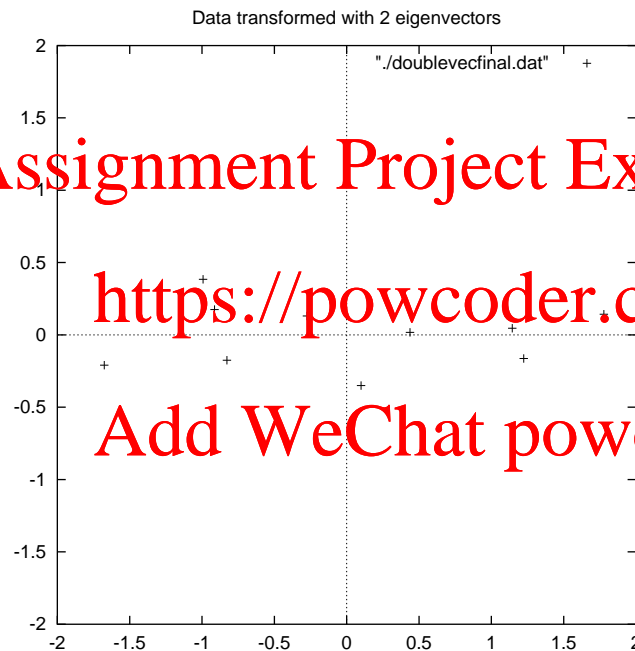 Data transformed with 2 eigenvectors
2
"./doublevecfinal.dat"
1.5
Assignment Project Ex
1
0.5
https://powcoder.c
0
-0.5
Add WeChat powc
-1
-1.5
-2
-2 -1.5 -1 -0.5 0 0.5 1 1.5 2